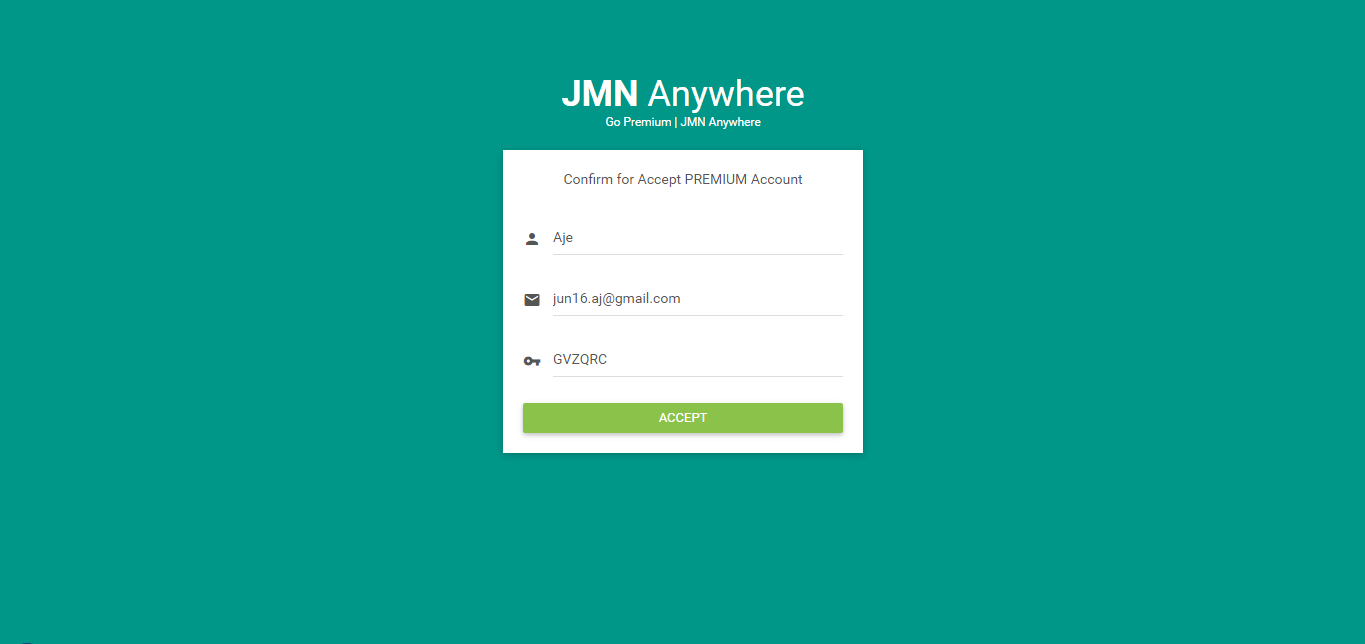 JMN Anywhere
Go Premium | JMN Anywhere
Confirm for Accept PREMIUM Account
Aje
jun16.aj@gmail.com
GVZQRC
ACCEPT